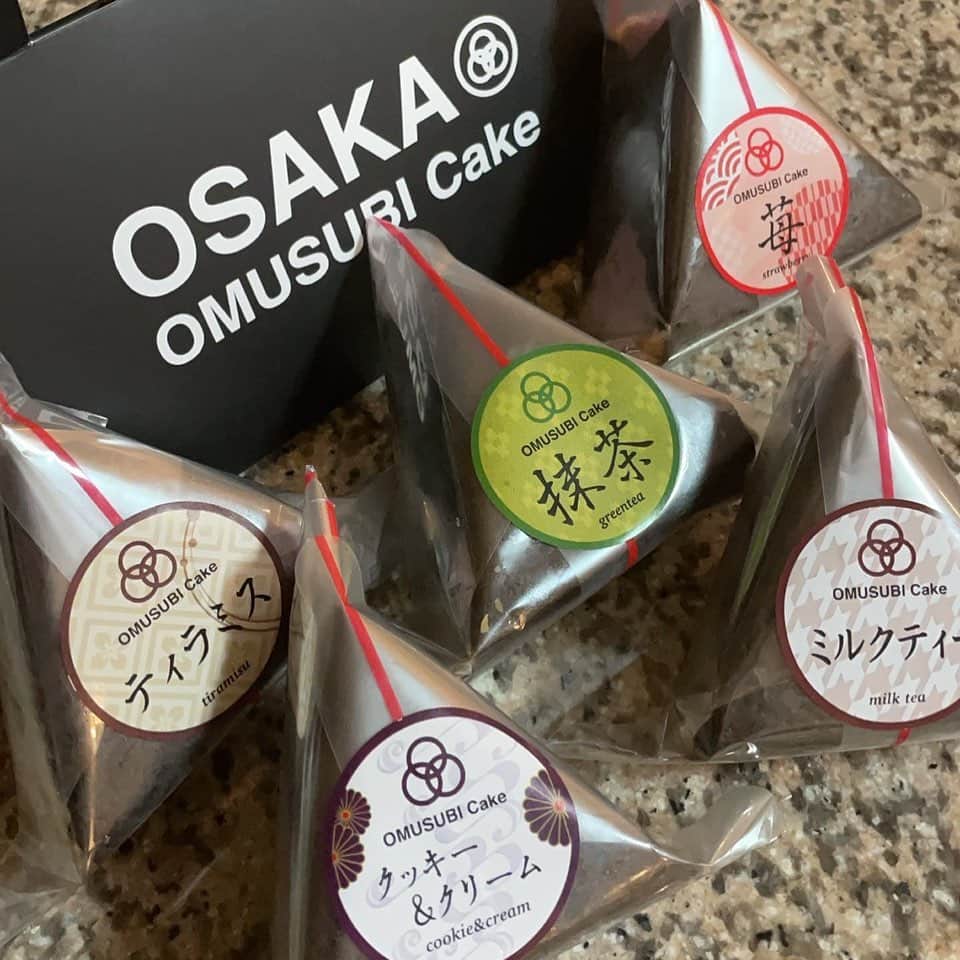 OSAKA
OMUSUBI Cake
OMUSUBI Cake
苺
strawberry
OMUSUBI Cake
抹茶
greentea
OMUSUBI Cake
ティラミス
tiramisu
OMUSUBI Cake
ミルクティー
milk tea
OMUSUBI Cake
クッキー
&クリーム
cookie&cream